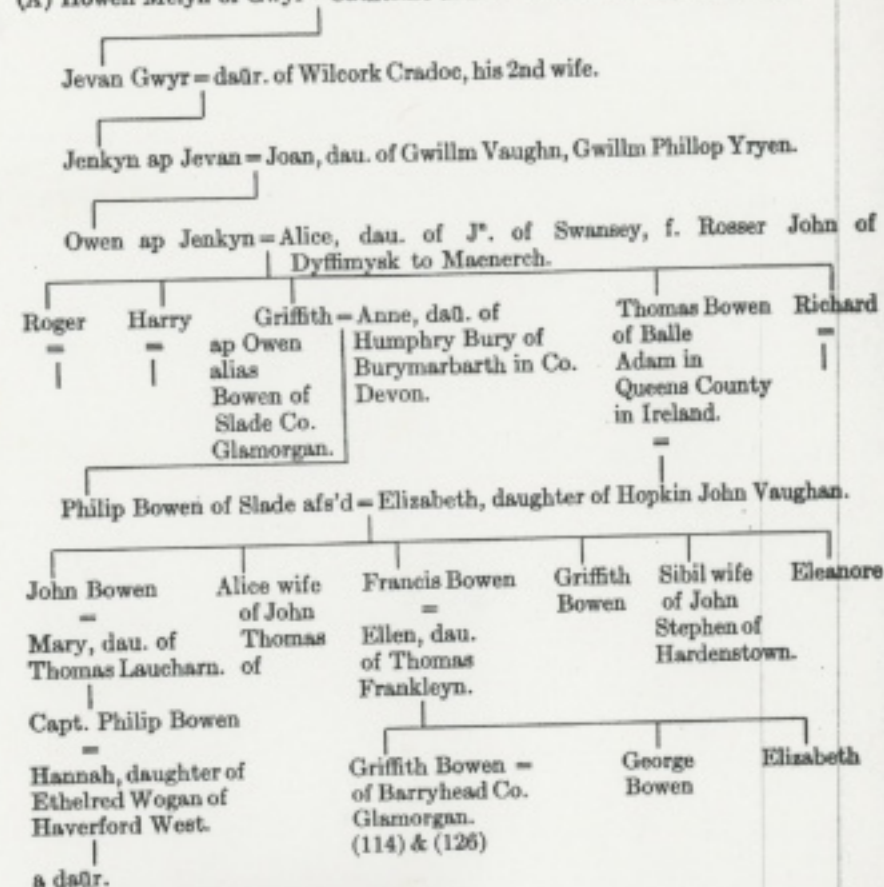 Jevan Gwyr = daūr. of Wilcork Cradoc, his 2nd wife.
Jenkyn ap Jevan = Joan, dau. of Gwillm Vaughn, Gwillm Phillop Yryen.
Owen ap Jenkyn = Alice, dau. of Jⁿ. of Swansey, f. Rosser John of
Dyffimysk to Maenerch.
Roger
Harry
Griffith = Anne, daū. of
ap Owen Humphry Bury of
alias Burymarbarth in Co.
Bowen of Devon.
Slade Co.
Glamorgan.
Thomas Bowen
of Balle
Adam in
Queens County
in Ireland.
Richard
Philip Bowen of Slade afs'd = Elizabeth, daughter of Hopkin John Vaughan.
John Bowen
=
Mary, dau. of
Thomas Laucharn.
Capt. Philip Bowen
=
Hannah, daughter of
Ethelred Wogan of
Haverford West.
a daūr.
Alice wife
of John
Thomas
of
Francis Bowen
=
Ellen, dau.
of Thomas
Frankleyn.
Griffith
Bowen
Sibil wife
of John
Stephen of
Hardenstown.
Eleanore
Griffith Bowen =
of Barryhead Co.
Glamorgan.
(114) & (126)
George
Bowen
Elizabeth